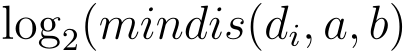 log₂(mindis(dᵢ, a, b)